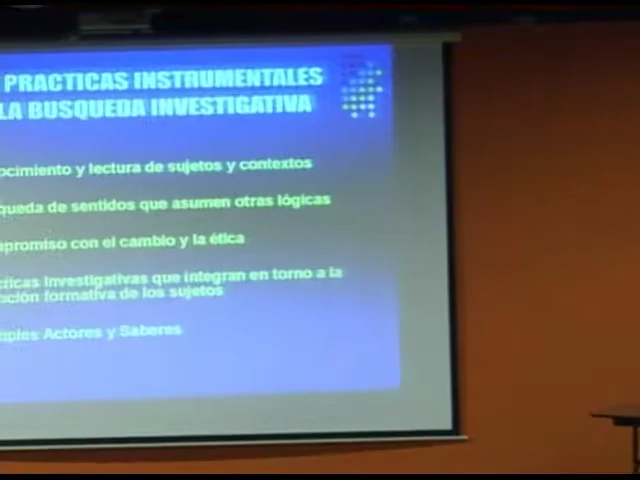 PRACTICAS INSTRUMENTALES
LA BUSQUEDA INVESTIGATIVA
ocimiento y lectura de sujetos y contextos
queda de sentidos que asumen otras lógicas
promiso con el cambio y la ética
cticas Investigativas que integran en torno a la
ción formativa de los sujetos
iples Actores y Saberes